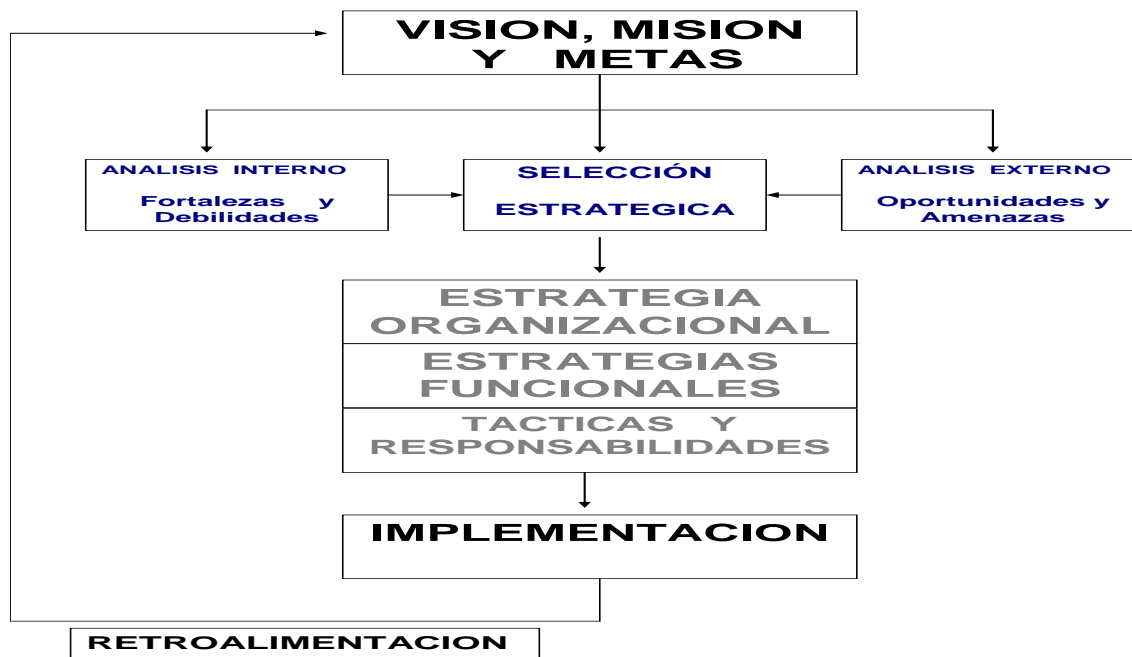 VISION, MISION
Y METAS
ANALISIS INTERNO
Fortalezas y
Debilidades
SELECCIÓN
ESTRATEGICA
ANALISIS EXTERNO
Oportunidades y
Amenazas
ESTRATEGIA
ORGANIZACIONAL
ESTRATEGIAS
FUNCIONALES
TACTICAS Y
RESPONSABILIDADES
IMPLEMENTACION
RETROALIMENTACION